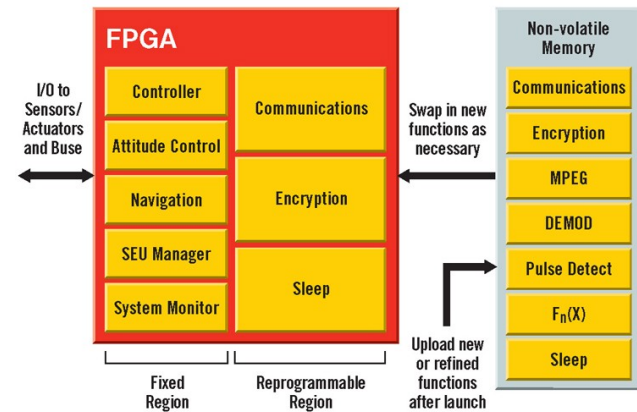 FPGA
I/O to
Sensors/
Actuators
and Buse
Controller
Attitude Control
Navigation
SEU Manager
System Monitor
Communications
Encryption
Sleep
Fixed
Region
Reprogrammable
Region
Swap in new
functions as
necessary
Upload new
or refined
functions
after launch
Non-volatile
Memory
Communications
Encryption
MPEG
DEMOD
Pulse Detect
Fn(X)
Sleep